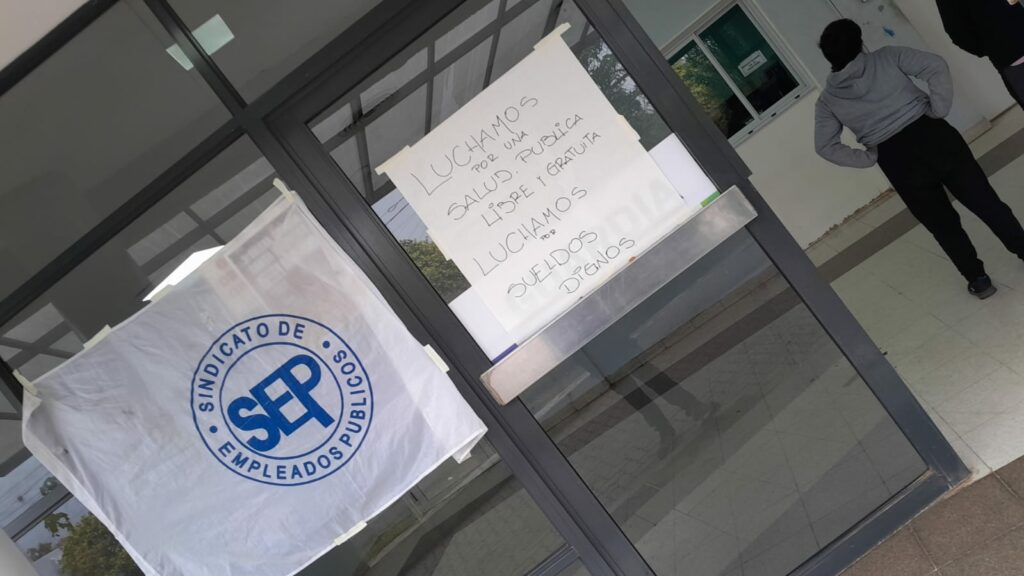 SINDICATO DE
SEP
EMPLEADOS PUBLICOS
LUCHAMOS
POR UNA
SALUD. PUBLICA
LIBRE Y GRATUITA
LUCHAMOS
POR
SUELDOS
DIGNOS